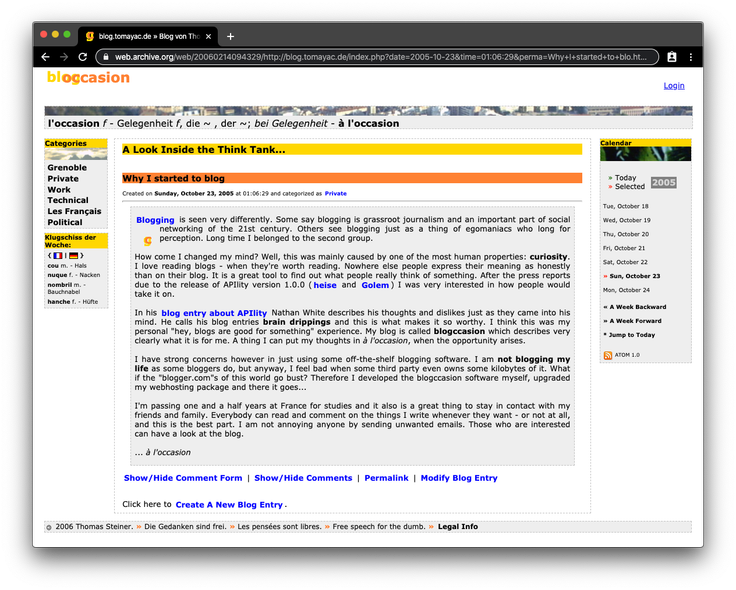 blog.tomayac.de » Blog von Tho
web.archive.org/web/20060214094329/http://blog.tomayac.de/index.php?date=2005-10-23&time=01:06:29&perma=Why+I+started+to+blo.ht...
blogccasion
Login
l'occasion f - Gelegenheit f, die ~ , der ~; bei Gelegenheit - à l'occasion
Categories
Grenoble
Private
Work
Technical
Les Français
Political
Klugschiss der
Woche:
cou m. - Hals
nuque f. - Nacken
nombril m. -
Bauchnabel
hanche f. - Hüfte
A Look Inside the Think Tank...
Why I started to blog
Created on Sunday, October 23, 2005 at 01:06:29 and categorized as Private
Blogging is seen very differently. Some say blogging is grassroot journalism and an important part of social
networking of the 21st century. Others see blogging just as a thing of egomaniacs who long for
perception. Long time I belonged to the second group.
How come I changed my mind? Well, this was mainly caused by one of the most human properties: curiosity.
I love reading blogs - when they're worth reading. Nowhere else people express their meaning as honestly
than on their blog. It is a great tool to find out what people really think of something. After the press reports
due to the release of APIlity version 1.0.0 (heise and Golem) I was very interested in how people would
take it on.
In his blog entry about APIlity Nathan White describes his thoughts and dislikes just as they came into his
mind. He calls his blog entries brain drippings and this is what makes it so worthy. I think this was my
personal "hey, blogs are good for something" experience. My blog is called blogccasion which describes very
clearly what it is for me. A thing I can put my thoughts in à l'occasion, when the opportunity arises.
I have strong concerns however in just using some off-the-shelf blogging software. I am not blogging my
life as some bloggers do, but anyway, I feel bad when some third party even owns some kilobytes of it. What
if the "blogger.com"s of this world go bust? Therefore I developed the blogccasion software myself, upgraded
my webhosting package and there it goes...
I'm passing one and a half years at France for studies and it also is a great thing to stay in contact with my
friends and family. Everybody can read and comment on the things I write whenever they want - or not at all,
and this is the best part. I am not annoying anyone by sending unwanted emails. Those who are interested
can have a look at the blog.
... à l'occasion
Show/Hide Comment Form | Show/Hide Comments | Permalink | Modify Blog Entry
Click here to Create A New Blog Entry.
Calendar
» Today
» Selected
2005
Tue, October 18
Wed, October 19
Thu, October 20
Fri, October 21
Sat, October 22
» Sun, October 23
Mon, October 24
« A Week Backward
» A Week Forward
* Jump to Today
ATOM 1.0
© 2006 Thomas Steiner. » Die Gedanken sind frei. » Les pensées sont libres. » Free speech for the dumb. » Legal Info